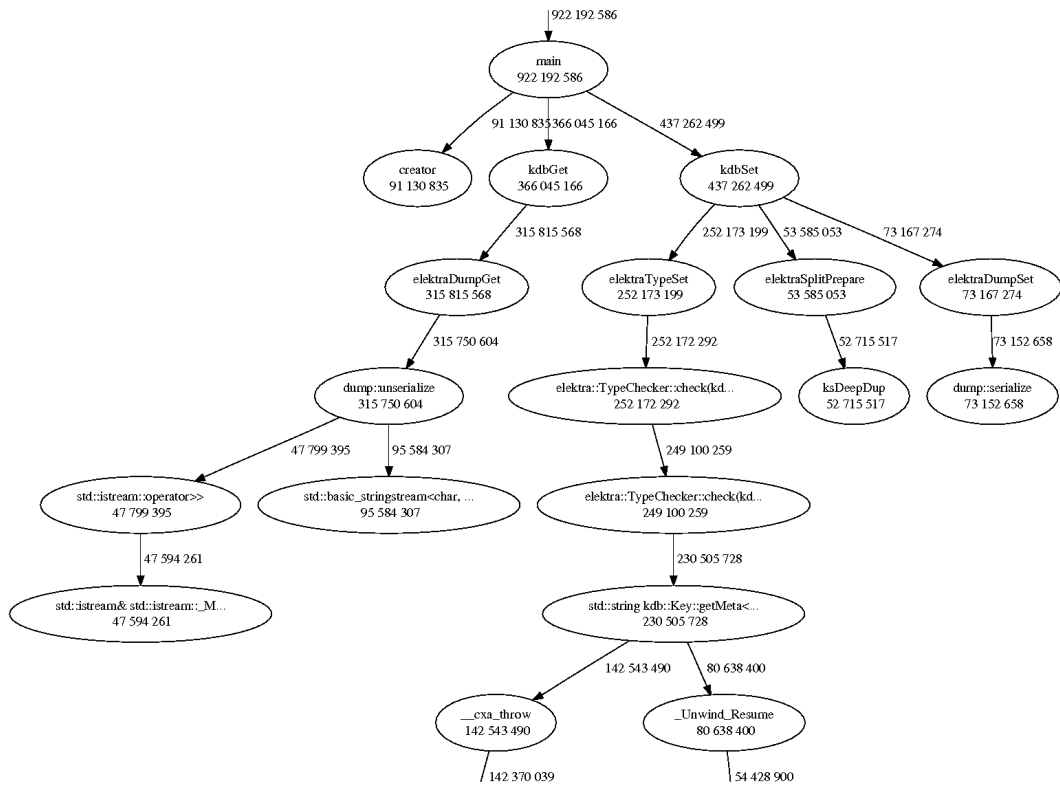 922 192 586
main
922 192 586
91 130 835
366 045 166
437 262 499
creator
91 130 835
kdbGet
366 045 166
kdbSet
437 262 499
315 815 568
252 173 199
53 585 053
73 167 274
elektraDumpGet
315 815 568
elektraTypeSet
252 173 199
elektraSplitPrepare
53 585 053
elektraDumpSet
73 167 274
315 750 604
252 172 292
52 715 517
73 152 658
dump::unserialize
315 750 604
elektra::TypeChecker::check(kd...
252 172 292
ksDeepDup
52 715 517
dump::serialize
73 152 658
47 799 395
95 584 307
249 100 259
std::istream::operator>>
47 799 395
std::basic_stringstream<char, ...
95 584 307
elektra::TypeChecker::check(kd...
249 100 259
47 594 261
230 505 728
std::istream& std::istream::_M...
47 594 261
std::string kdb::Key::getMeta<...
230 505 728
142 543 490
80 638 400
__cxa_throw
142 543 490
_Unwind_Resume
80 638 400
142 370 039
54 428 900